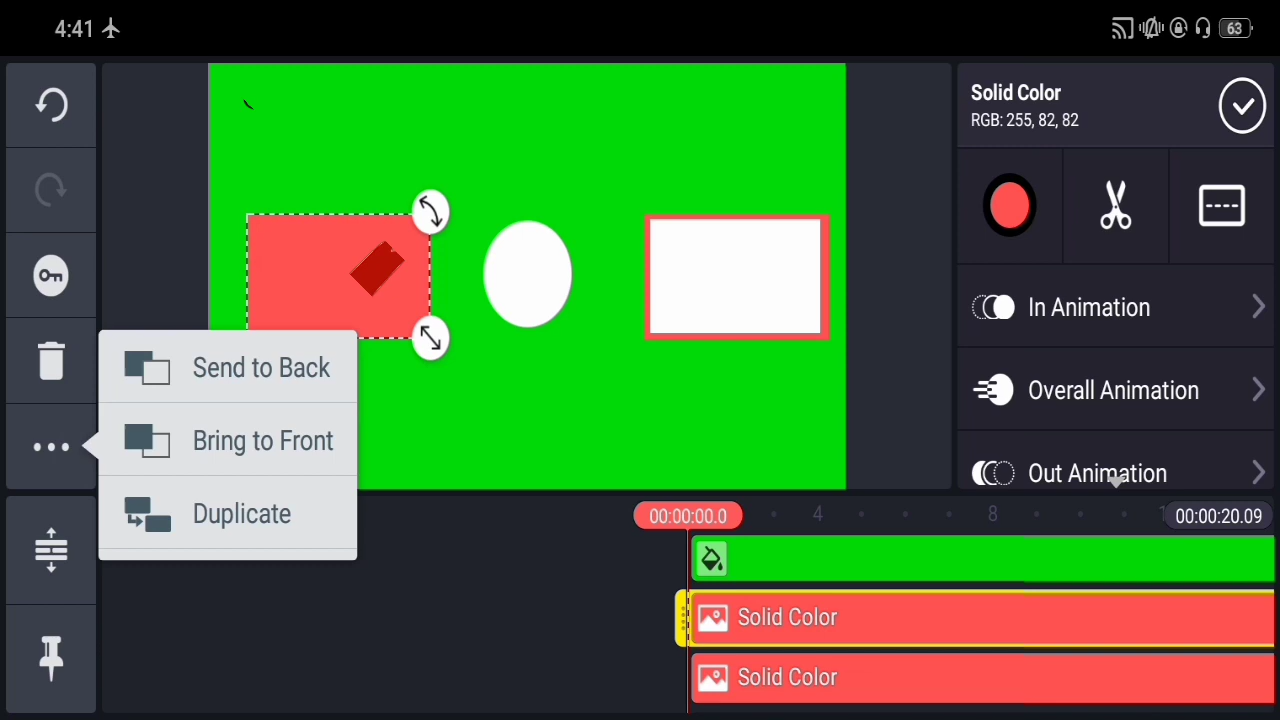 4:41
63
Solid Color
RGB: 255, 82, 82
In Animation
Overall Animation
Out Animation
Send to Back
Bring to Front
Duplicate
00:00:00.0
4
8
1
00:00:20.09
Solid Color
Solid Color